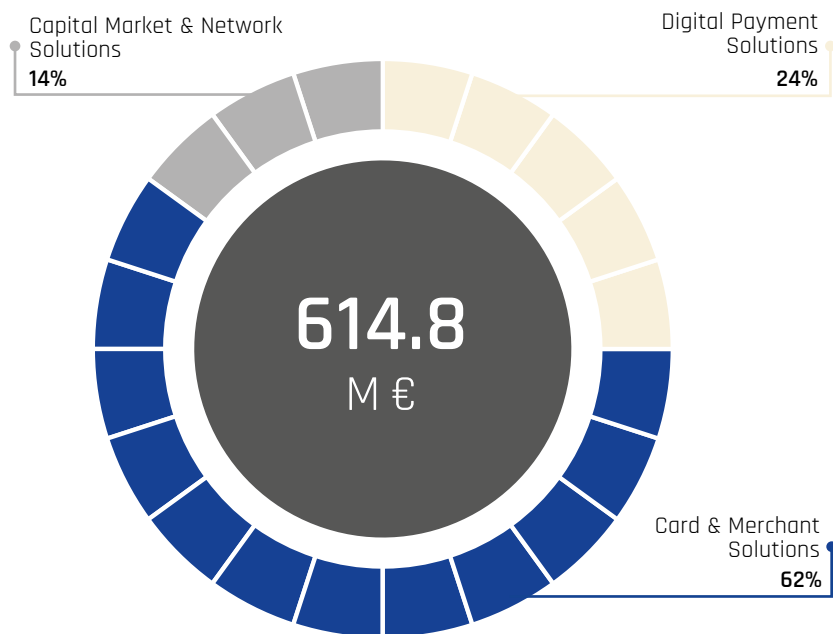 Capital Market & Network
Solutions
14%
Digital Payment
Solutions
24%
614.8
M €
Card & Merchant
Solutions
62%